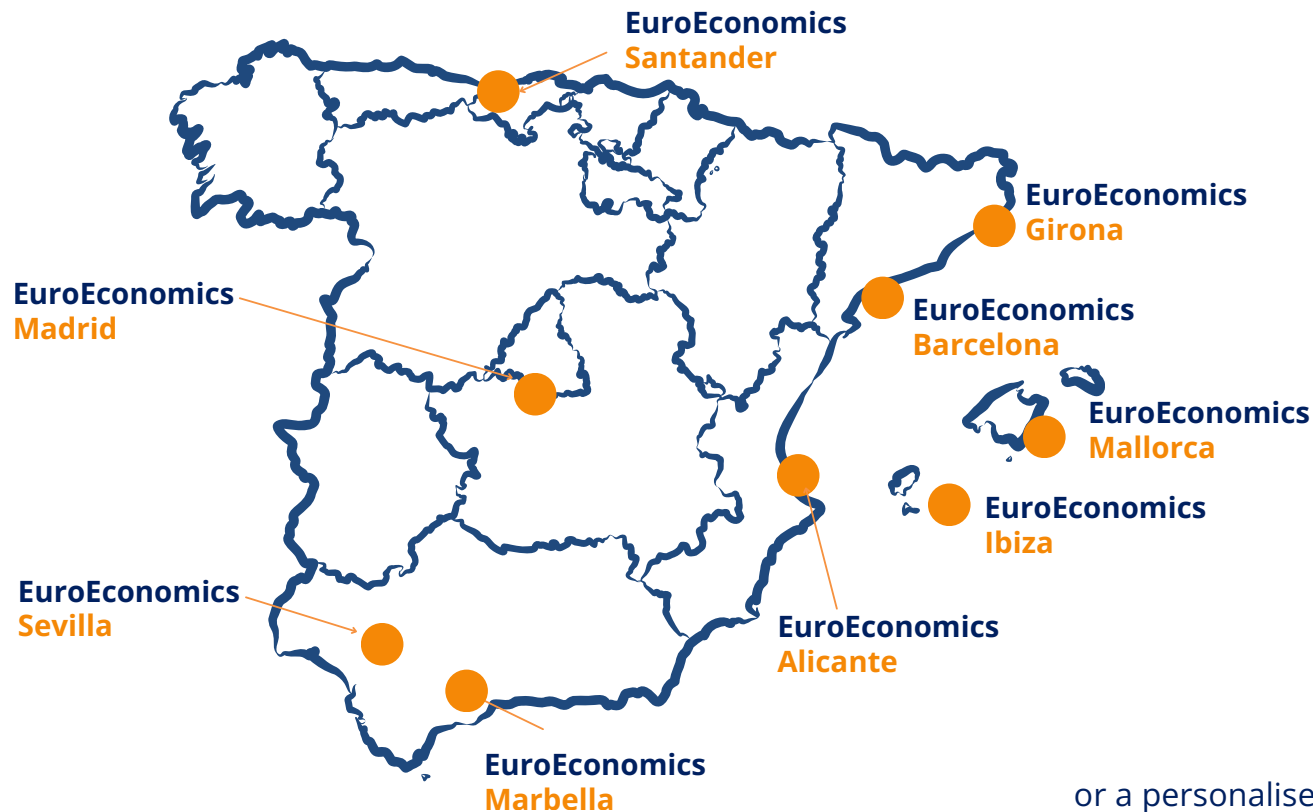 EuroEconomics
Santander
EuroEconomics
Girona
EuroEconomics
Madrid
EuroEconomics
Barcelona
EuroEconomics
Mallorca
EuroEconomics
Ibiza
EuroEconomics
Sevilla
EuroEconomics
Alicante
EuroEconomics
Marbella
or a personalise